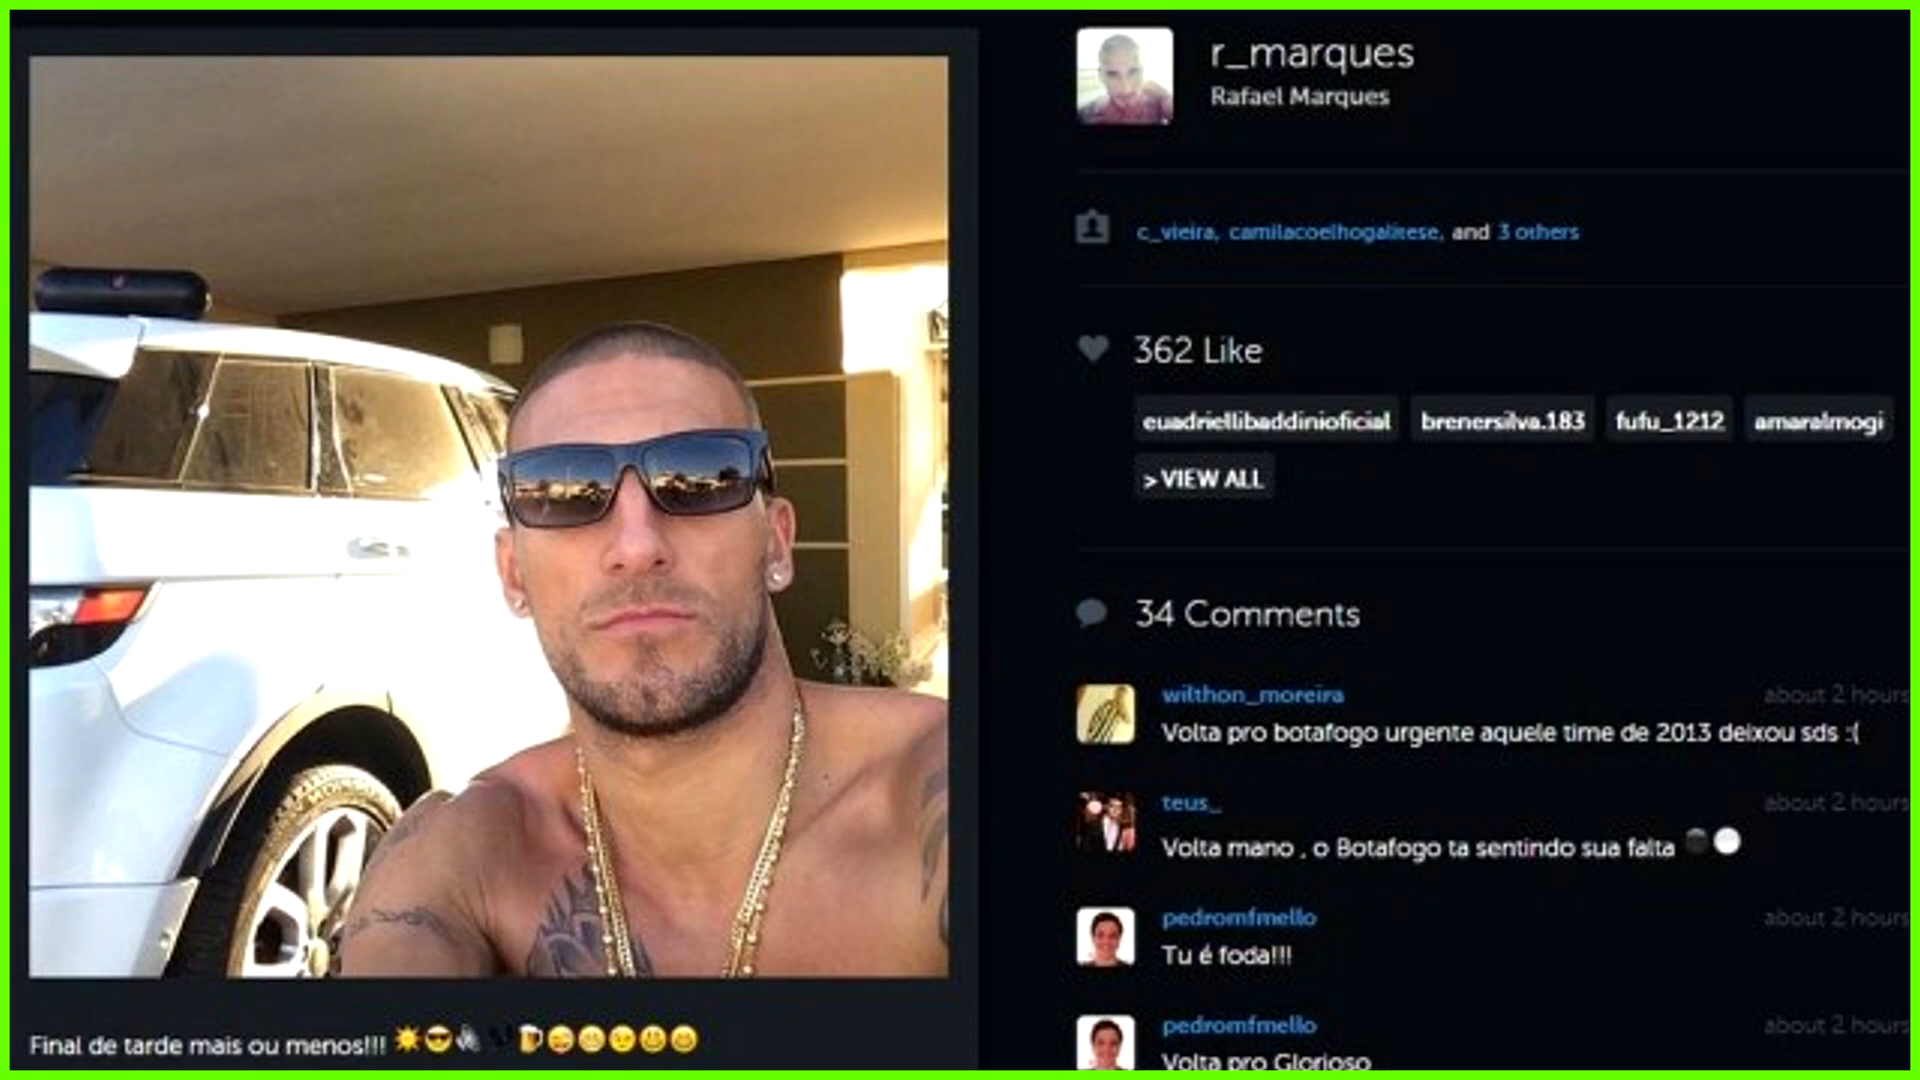 r_marques
Rafael Marques
c_vieira, camilacoelhogalirese, and 3 others
362 Like
euadriellibaddinioficial brenersilva.183 fufu_1212 amaralmogi
> VIEW ALL
34 Comments
wilthon_moreira about 2 hours
Volta pro botafogo urgente aquele time de 2013 deixou sds :(
teus_ about 2 hours
Volta mano , o Botafogo ta sentindo sua falta
pedromfmello about 2 hours
Tu é foda!!!
pedromfmello about 2 hours
Volta pro Glorioso
Final de tarde mais ou menos!!!